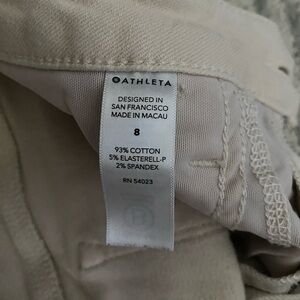 ATHLETA
DESIGNED IN
SAN FRANCISCO
MADE IN MACAU
8
93% COTTON
5% ELASTERELL-P
2% SPANDEX
RN 54023
B